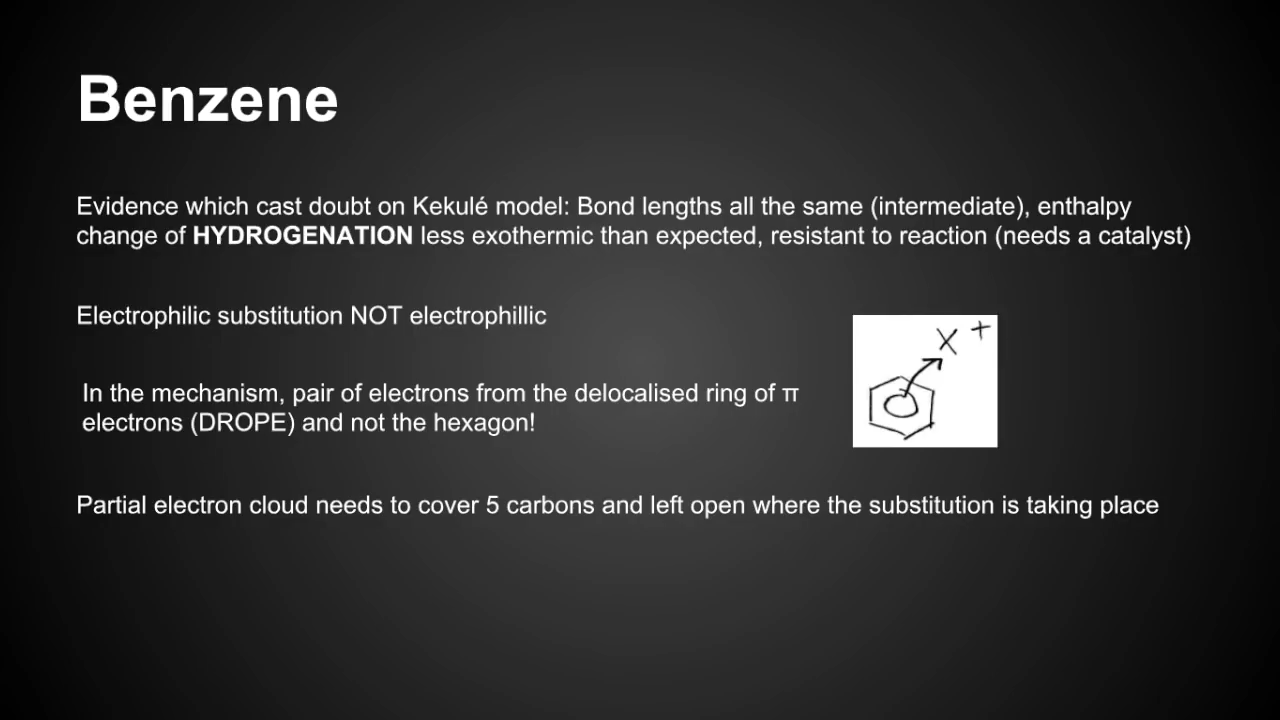 Benzene
Evidence which cast doubt on Kekulé model: Bond lengths all the same (intermediate), enthalpy
change of HYDROGENATION less exothermic than expected, resistant to reaction (needs a catalyst)
Electrophilic substitution NOT electrophillic
X +
In the mechanism, pair of electrons from the delocalised ring of π
electrons (DROPE) and not the hexagon!
Partial electron cloud needs to cover 5 carbons and left open where the substitution is taking place